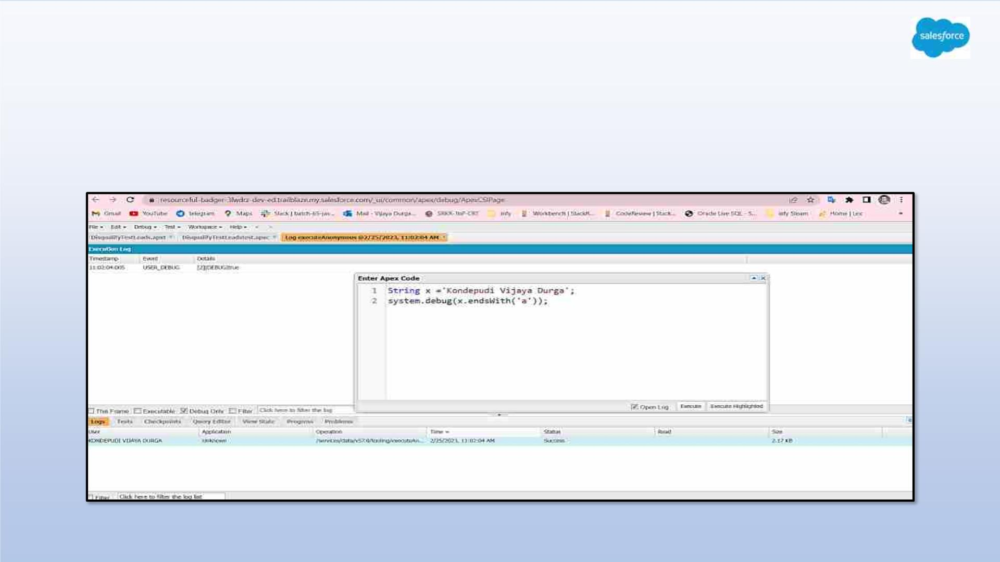 salesforce
resourceful-badger-3lwdrz-dev-ed.trailblaze.my.salesforce.com/_ui/common/apex/debug/ApexCSIPage
Gmail YouTube Telegram Maps Slack | batch-65-jav... Mail - Vijaya Durga... infy Workbench | StackR... CodeReview | Stack... Oracle Live SQL - S... infy Steam Home | Lex
File Edit Debug Test Workspace Help < >
DisqualifyTestLeads.apxt DisqualifyTestLeadstest.apxc Log executeAnonymous @2/25/2023, 11:02:04 AM
Execution Log
Timestamp Event Details
11:02:04:005 USER_DEBUG [2]|DEBUG|true
Enter Apex Code
1 String x ='Kondepudi Vijaya Durga';
2 system.debug(x.endsWith('a'));
Open Log Execute Execute Highlighted
This Frame Executable Debug Only Filter Click here to filter the log
Logs Tests Checkpoints Query Editor View State Progress Problems
User Application Operation Time Status Read Size
KONDEPUDI VIJAYA DURGA Unknown /services/data/v57.0/tooling/executeAn... 2/25/2023, 11:02:04 AM Success 2.17 KB
Filter Click here to filter the log list